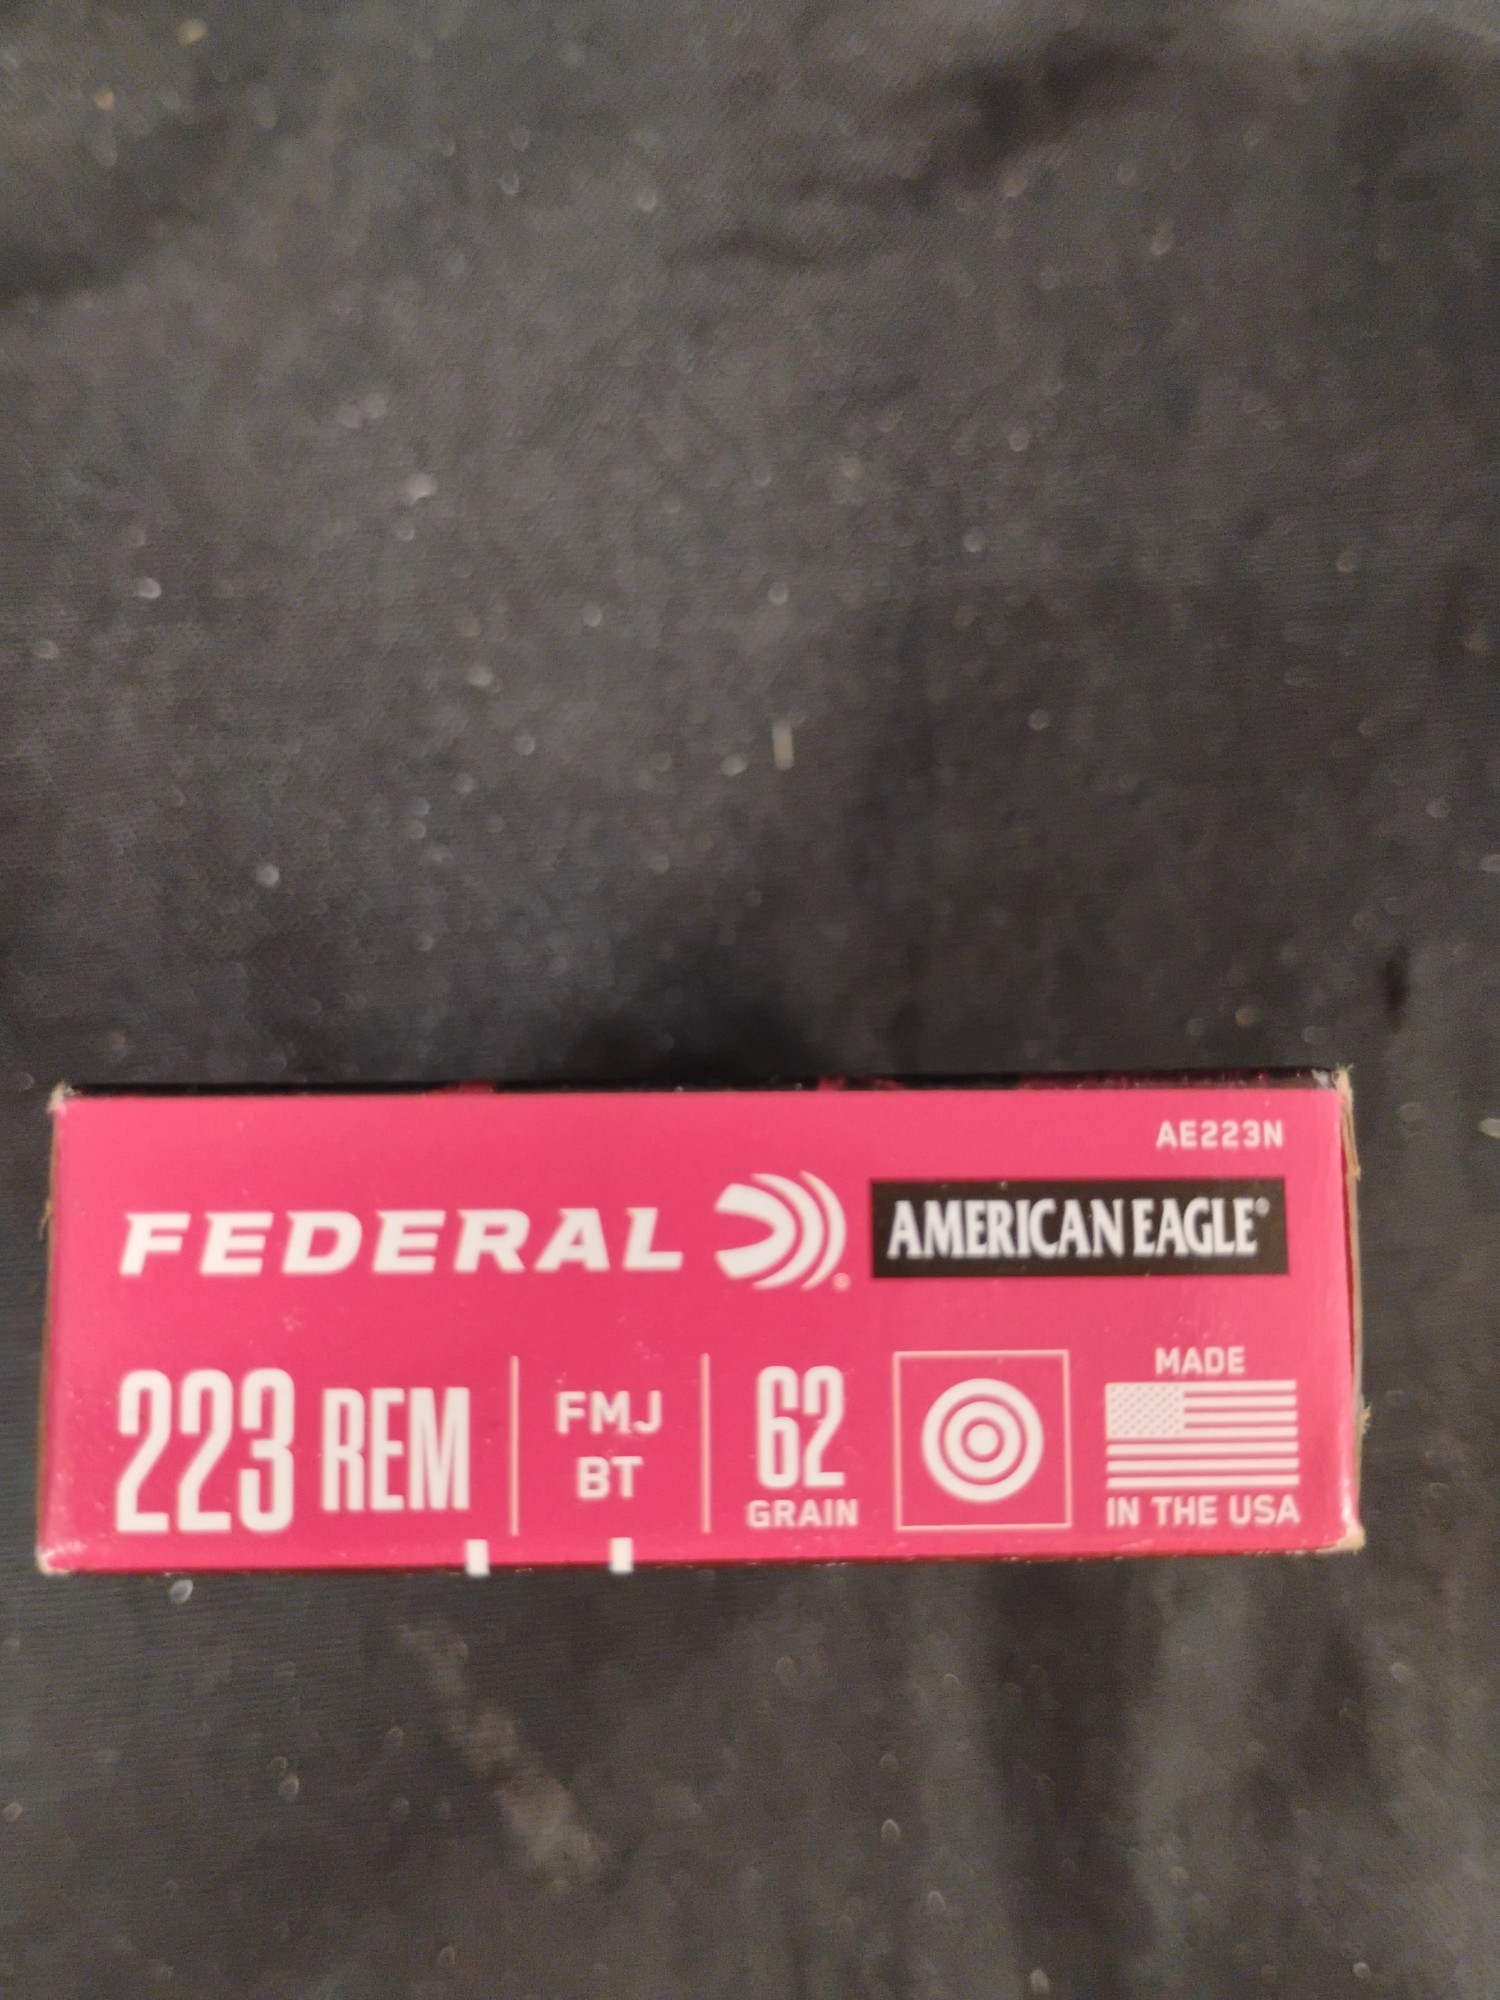 AE223N
FEDERAL® AMERICAN EAGLE®
223 REM
FMJ
BT
62
GRAIN
MADE
IN THE USA